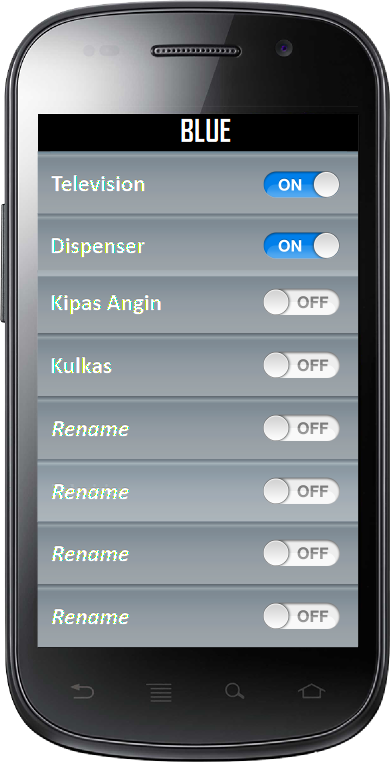 BLUE
Television ON
Dispenser ON
Kipas Angin OFF
Kulkas OFF
Rename OFF
Rename OFF
Rename OFF
Rename OFF